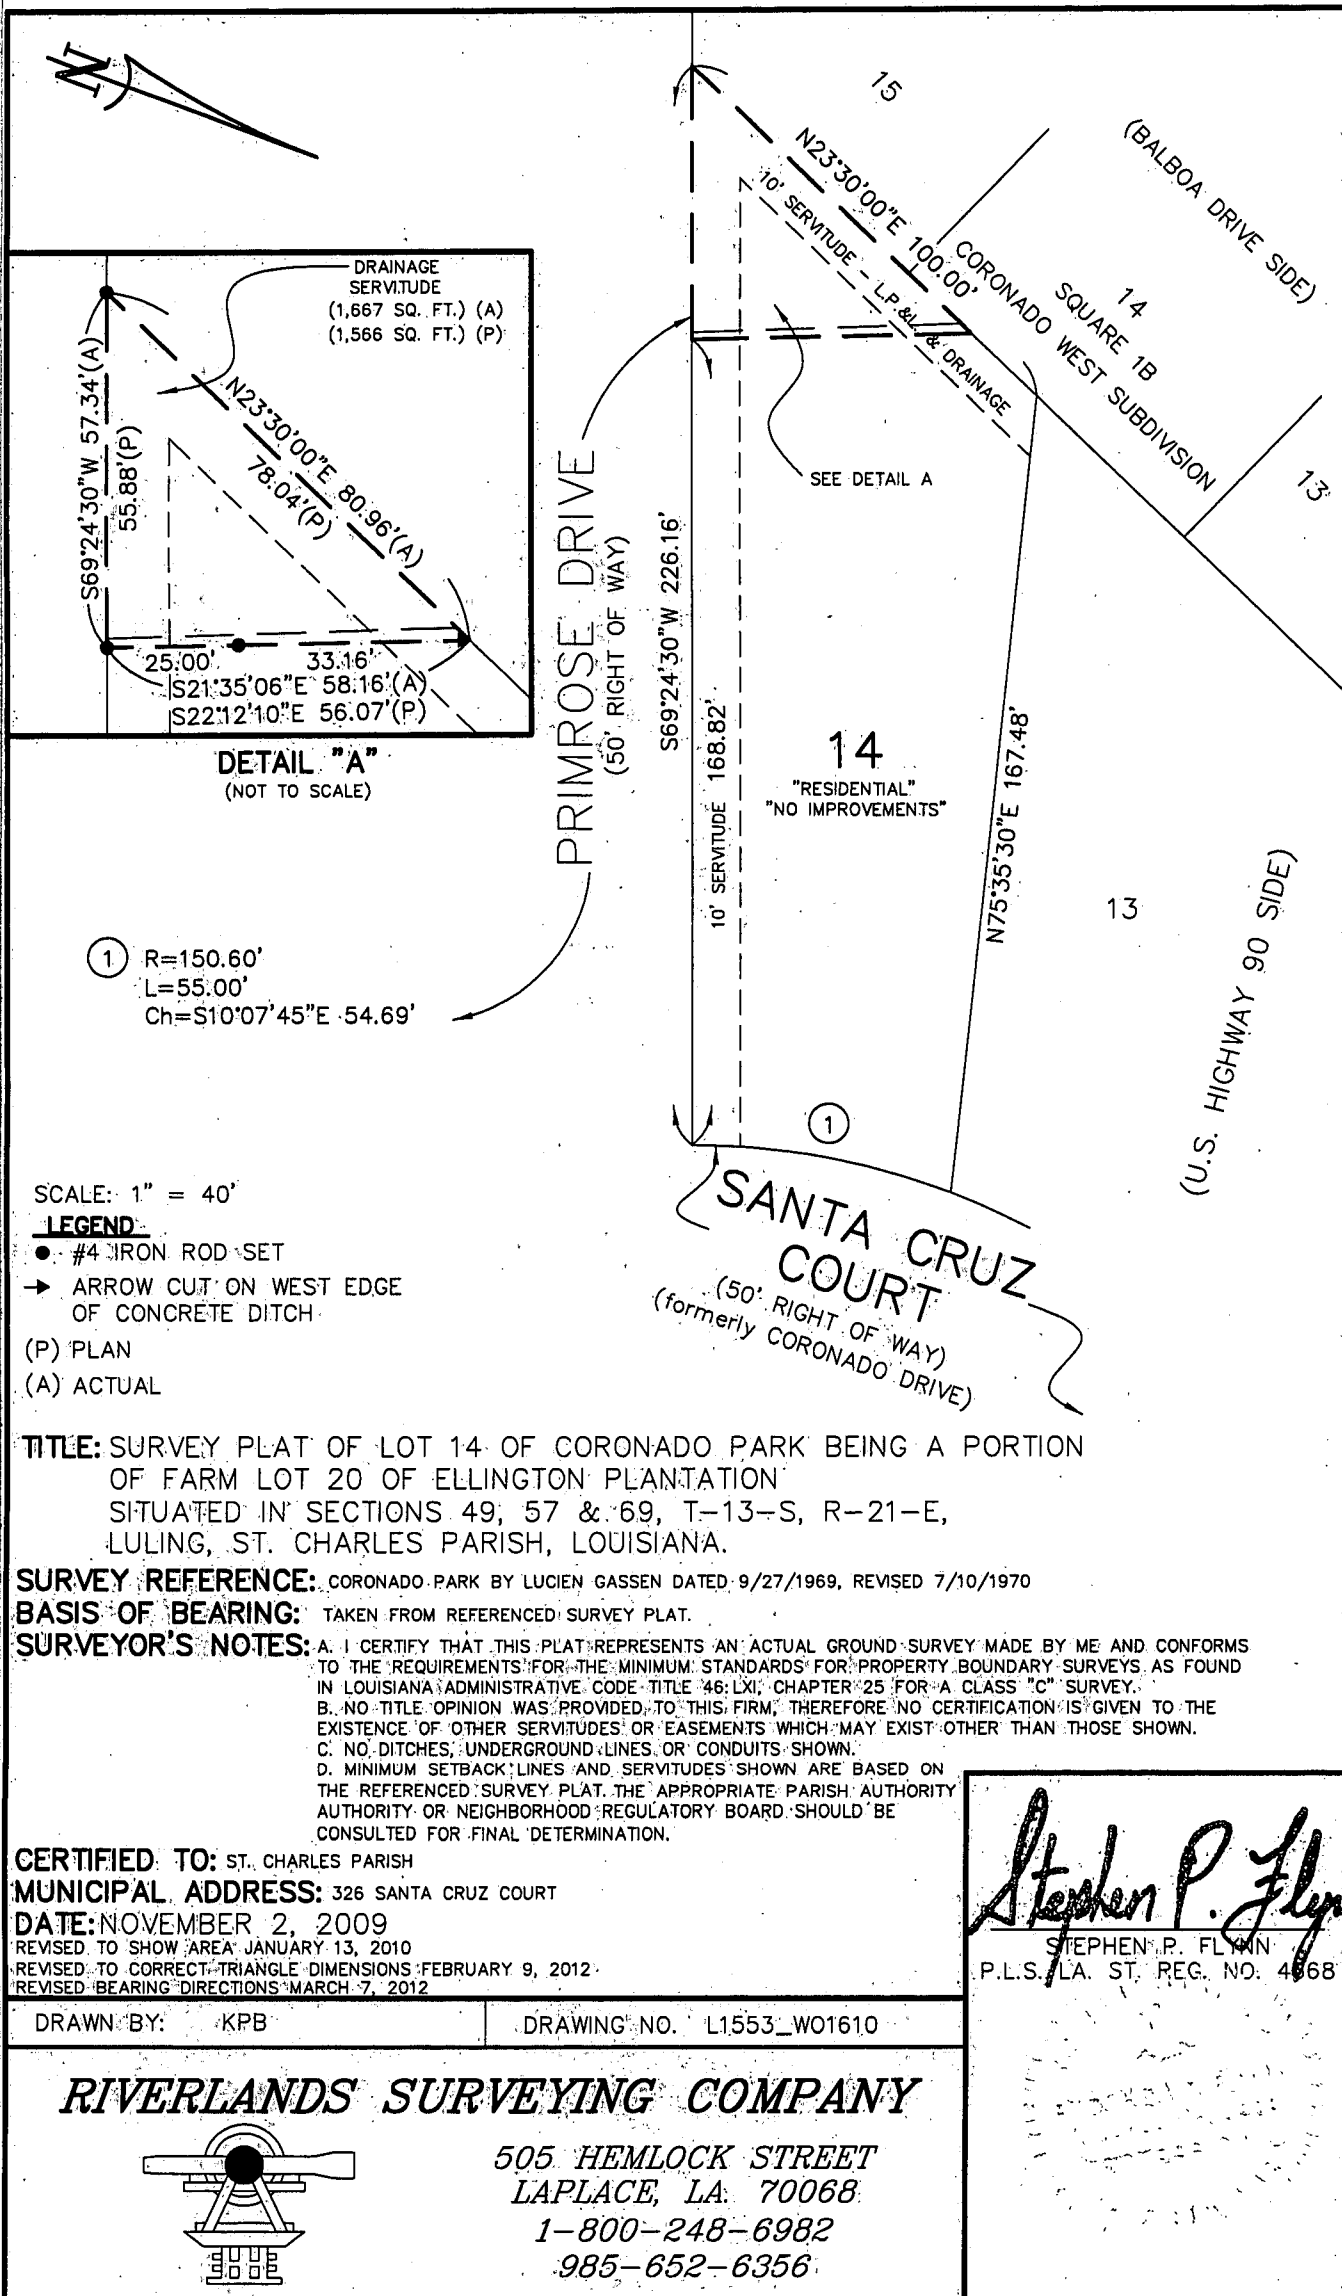 N
15
(BALBOA DRIVE SIDE)
N23°30'00"E 100.00'
10' SERVITUDE - L.P.&L. & DRAINAGE
14
SQUARE 1B
CORONADO WEST SUBDIVISION
13
DRAINAGE
SERVITUDE
(1,667 SQ. FT.) (A)
(1,566 SQ. FT.) (P)
S69°24'30"W 57.34'(A)
55.88'(P)
N23°30'00"E 80.96'(A)
78.04'(P)
25.00' 33.16'
S21°35'06"E 58.16'(A)
S22°12'10"E 56.07'(P)
DETAIL "A"
(NOT TO SCALE)
SEE DETAIL A
PRIMROSE DRIVE
(50' RIGHT OF WAY)
S69°24'30"W 226.16'
10' SERVITUDE 168.82'
14
"RESIDENTIAL"
"NO IMPROVEMENTS"
N75°35'30"E 167.48'
13
(U.S. HIGHWAY 90 SIDE)
1 R=150.60'
L=55.00'
Ch=S10°07'45"E 54.69'
1
SANTA CRUZ
COURT
(50' RIGHT OF WAY)
(formerly CORONADO DRIVE)
SCALE: 1" = 40'
LEGEND
#4 IRON ROD SET
ARROW CUT ON WEST EDGE
OF CONCRETE DITCH
(P) PLAN
(A) ACTUAL
TITLE: SURVEY PLAT OF LOT 14 OF CORONADO PARK BEING A PORTION
OF FARM LOT 20 OF ELLINGTON PLANTATION
SITUATED IN SECTIONS 49, 57 & 69, T-13-S, R-21-E,
LULING, ST. CHARLES PARISH, LOUISIANA.
SURVEY REFERENCE: CORONADO PARK BY LUCIEN GASSEN DATED 9/27/1969, REVISED 7/10/1970
BASIS OF BEARING: TAKEN FROM REFERENCED SURVEY PLAT.
SURVEYOR'S NOTES: A. I CERTIFY THAT THIS PLAT REPRESENTS AN ACTUAL GROUND SURVEY MADE BY ME AND CONFORMS
TO THE REQUIREMENTS FOR THE MINIMUM STANDARDS FOR PROPERTY BOUNDARY SURVEYS AS FOUND
IN LOUISIANA ADMINISTRATIVE CODE TITLE 46: LXI, CHAPTER 25 FOR A CLASS "C" SURVEY.
B. NO TITLE OPINION WAS PROVIDED TO THIS FIRM, THEREFORE NO CERTIFICATION IS GIVEN TO THE
EXISTENCE OF OTHER SERVITUDES OR EASEMENTS WHICH MAY EXIST OTHER THAN THOSE SHOWN.
C. NO DITCHES, UNDERGROUND LINES OR CONDUITS SHOWN.
D. MINIMUM SETBACK LINES AND SERVITUDES SHOWN ARE BASED ON
THE REFERENCED SURVEY PLAT. THE APPROPRIATE PARISH AUTHORITY
AUTHORITY OR NEIGHBORHOOD REGULATORY BOARD SHOULD BE
CONSULTED FOR FINAL DETERMINATION.
CERTIFIED TO: ST. CHARLES PARISH
MUNICIPAL ADDRESS: 326 SANTA CRUZ COURT
DATE: NOVEMBER 2, 2009
REVISED TO SHOW AREA JANUARY 13, 2010
REVISED TO CORRECT TRIANGLE DIMENSIONS FEBRUARY 9, 2012
REVISED BEARING DIRECTIONS MARCH 7, 2012
Stephen P. Flynn
STEPHEN P. FLYNN
P.L.S. LA. ST. REG. NO.
DRAWN BY: KPB
DRAWING NO. L1553_WO1610
RIVERLANDS SURVEYING COMPANY
505 HEMLOCK STREET
LAPLACE, LA. 70068
1-800-248-6982
985-652-6356